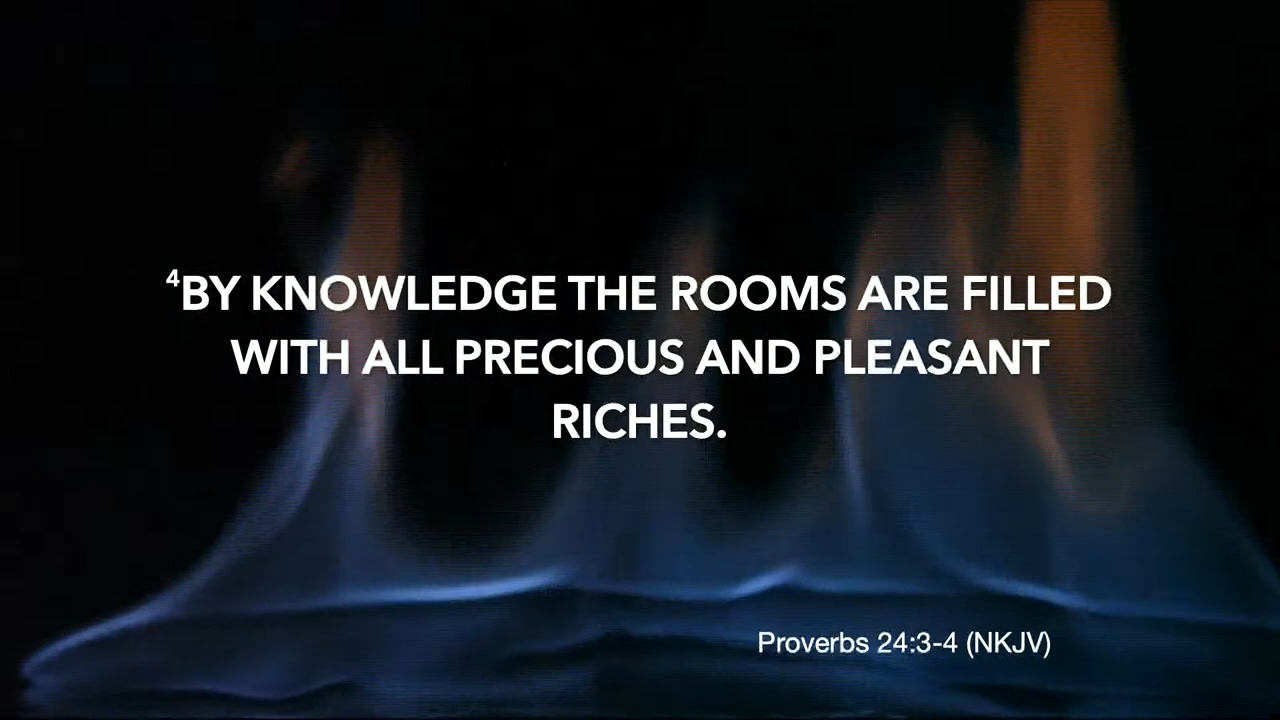 ⁴BY KNOWLEDGE THE ROOMS ARE FILLED
WITH ALL PRECIOUS AND PLEASANT
RICHES.
Proverbs 24:3-4 (NKJV)